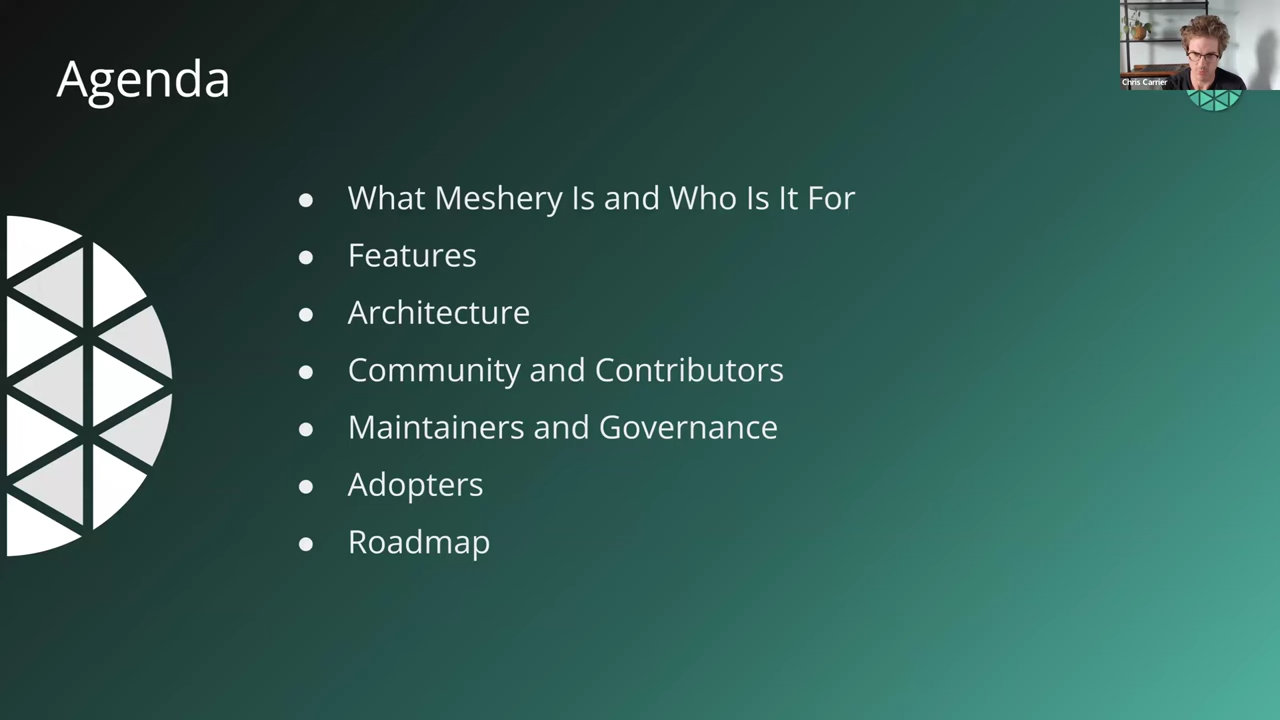 Agenda
Chris Carrier
What Meshery Is and Who Is It For
Features
Architecture
Community and Contributors
Maintainers and Governance
Adopters
Roadmap